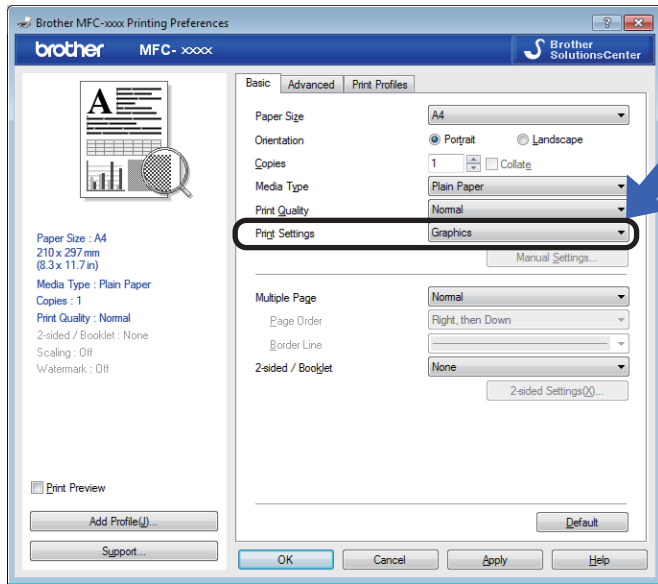 Brother MFC-xxxx Printing Preferences
brother MFC- xxxx
Brother
SolutionsCenter
A
Paper Size : A4
210 x 297 mm
(8.3 x 11.7 in)
Media Type : Plain Paper
Copies : 1
Print Quality : Normal
2-sided / Booklet : None
Scaling : Off
Watermark : Off
Print Preview
Add Profile(J)...
Support...
Basic Advanced Print Profiles
Paper Size A4
Orientation Portrait Landscape
Copies 1 Collate
Media Type Plain Paper
Print Quality Normal
Print Settings Graphics
Manual Settings...
Multiple Page Normal
Page Order Right, then Down
Border Line
2-sided / Booklet None
2-sided Settings(X)...
Default
OK Cancel Apply Help